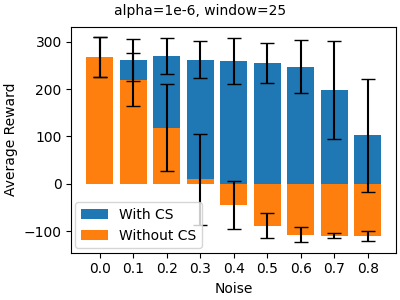 alpha=1e-6, window=25
Average Reward
300
200
100
0
−100
With CS
Without CS
0.0 0.1 0.2 0.3 0.4 0.5 0.6 0.7 0.8
Noise